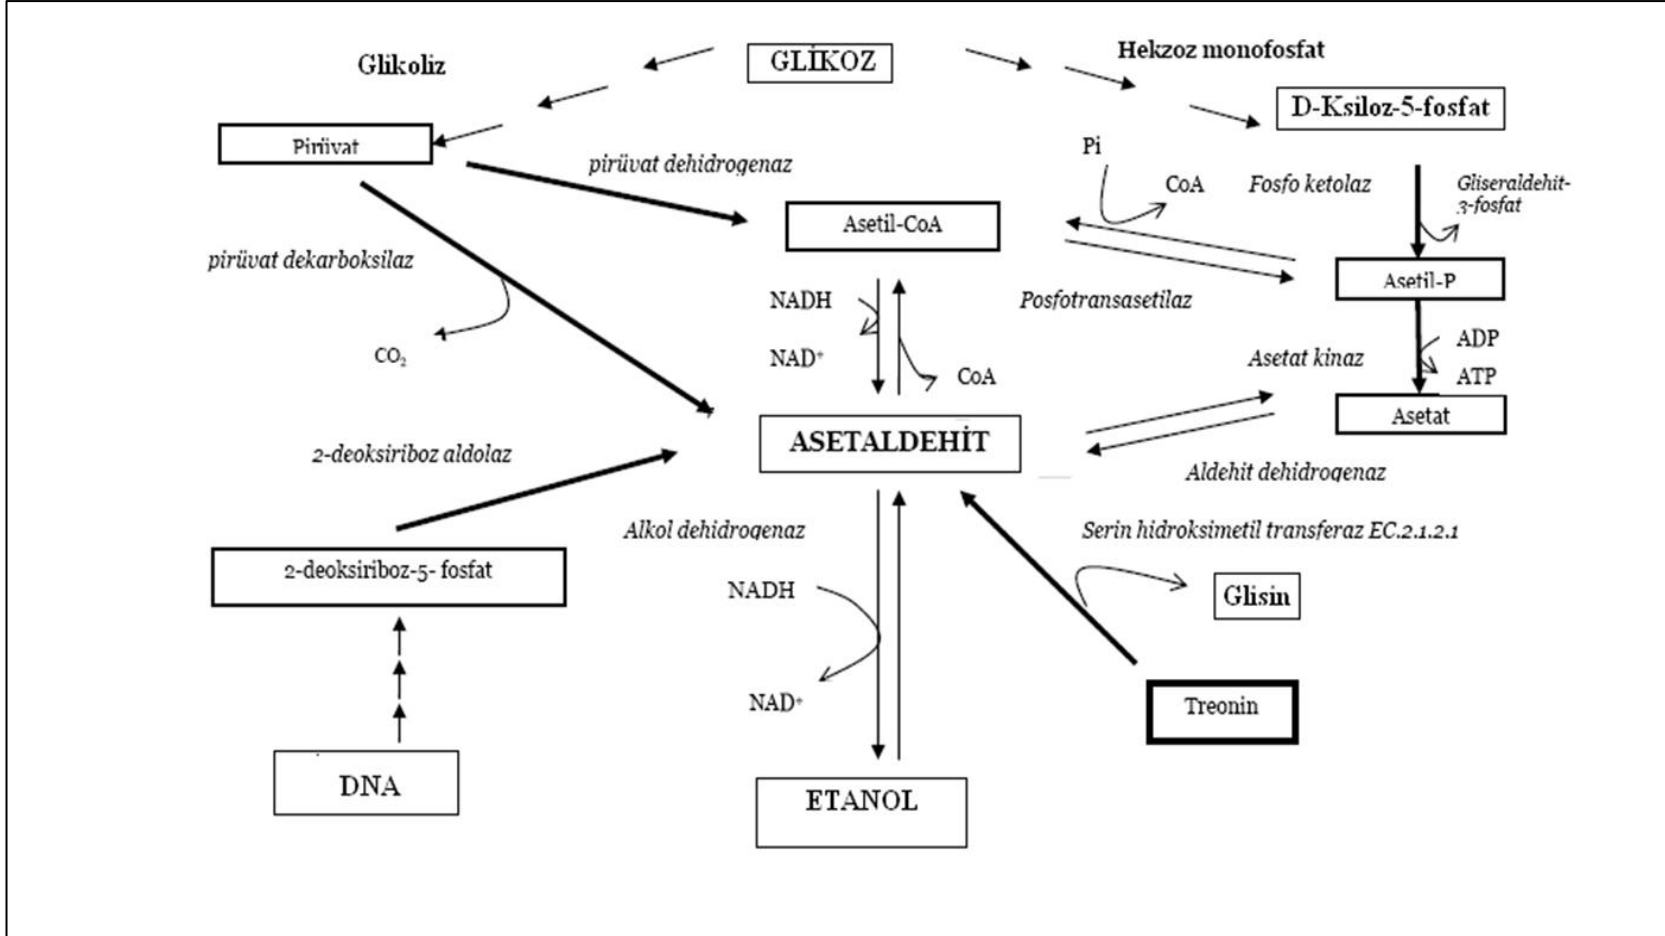 Glikoliz
GLİKOZ
Hekzoz monofosfat
D-Ksiloz-5-fosfat
Pirüvat
pirüvat dehidrogenaz
Pi
CoA
Fosfo ketolaz
Gliseraldehit-
3-fosfat
Asetil-CoA
pirüvat dekarboksilaz
Asetil-P
NADH
Posfotransasetilaz
CO₂
NAD⁺
CoA
Asetat kinaz
ADP
ATP
Asetat
ASETALDEHİT
2-deoksiriboz aldolaz
Aldehit dehidrogenaz
Alkol dehidrogenaz
Serin hidroksimetil transferaz EC.2.1.2.1
2-deoksiriboz-5- fosfat
NADH
Glisin
NAD⁺
Treonin
DNA
ETANOL